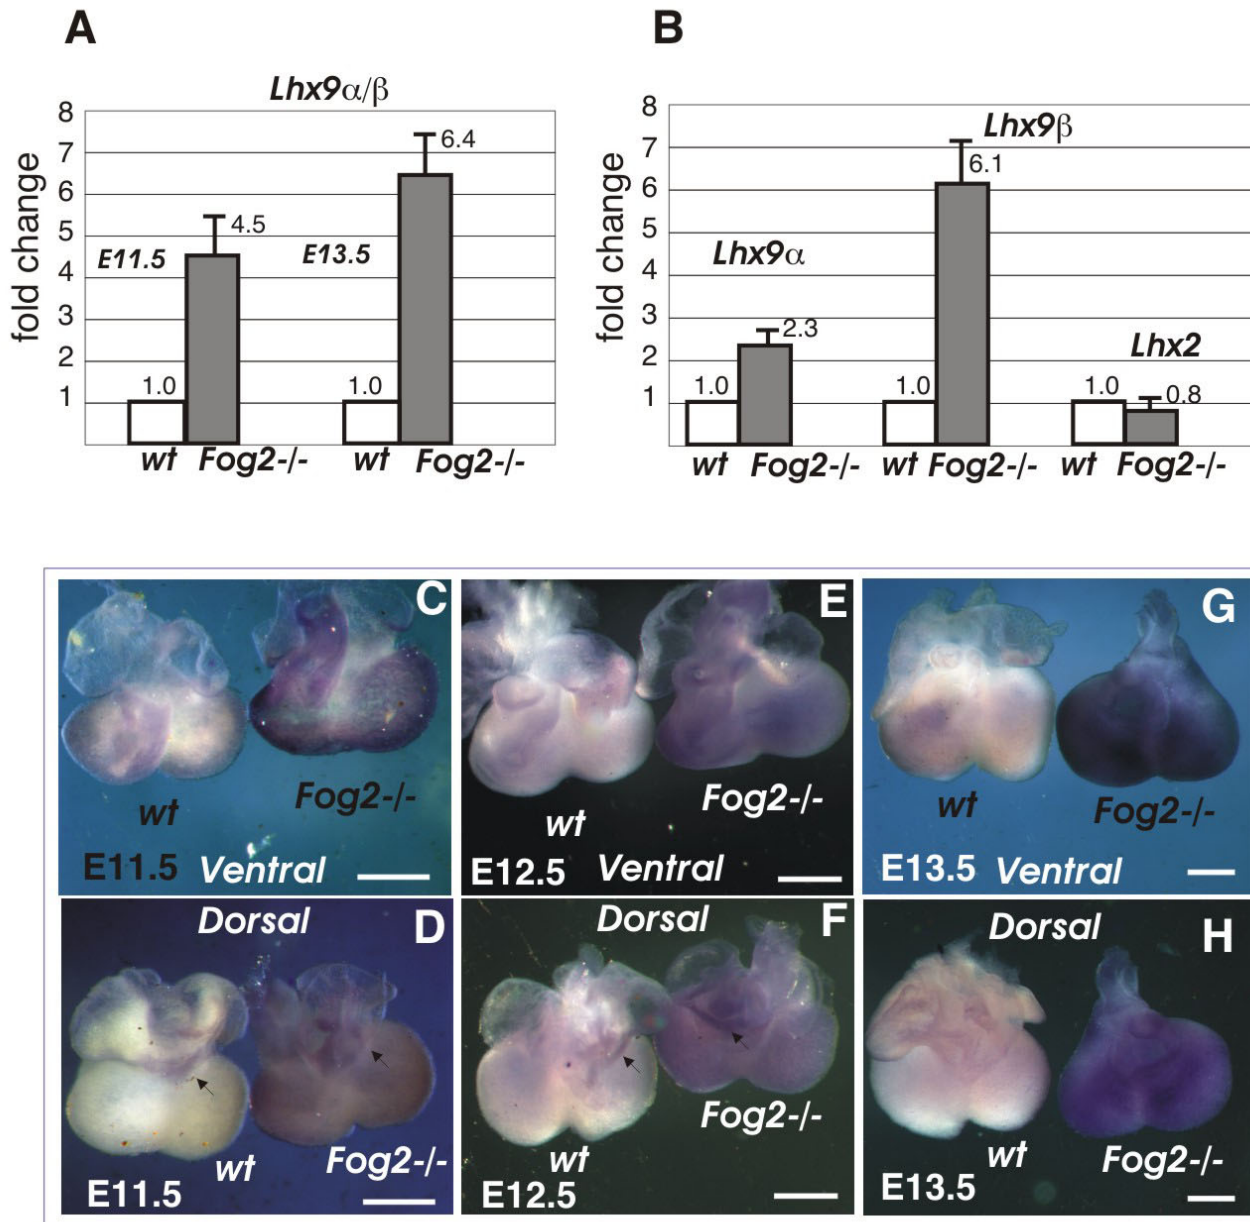 A
Lhx9α/β
fold change
8
7
6
5
4
3
2
1
E11.5
E13.5
1.0
4.5
1.0
6.4
wt Fog2-/- wt Fog2-/-
B
fold change
8
7
6
5
4
3
2
1
Lhx9α
Lhx9β
Lhx2
1.0
2.3
1.0
6.1
1.0
0.8
wt Fog2-/- wt Fog2-/- wt Fog2-/-
C
wt
Fog2-/-
E11.5 Ventral
E
wt
Fog2-/-
E12.5 Ventral
G
wt
Fog2-/-
E13.5 Ventral
Dorsal
D
wt
Fog2-/-
E11.5
Dorsal
F
wt
Fog2-/-
E12.5
Dorsal
H
wt
Fog2-/-
E13.5